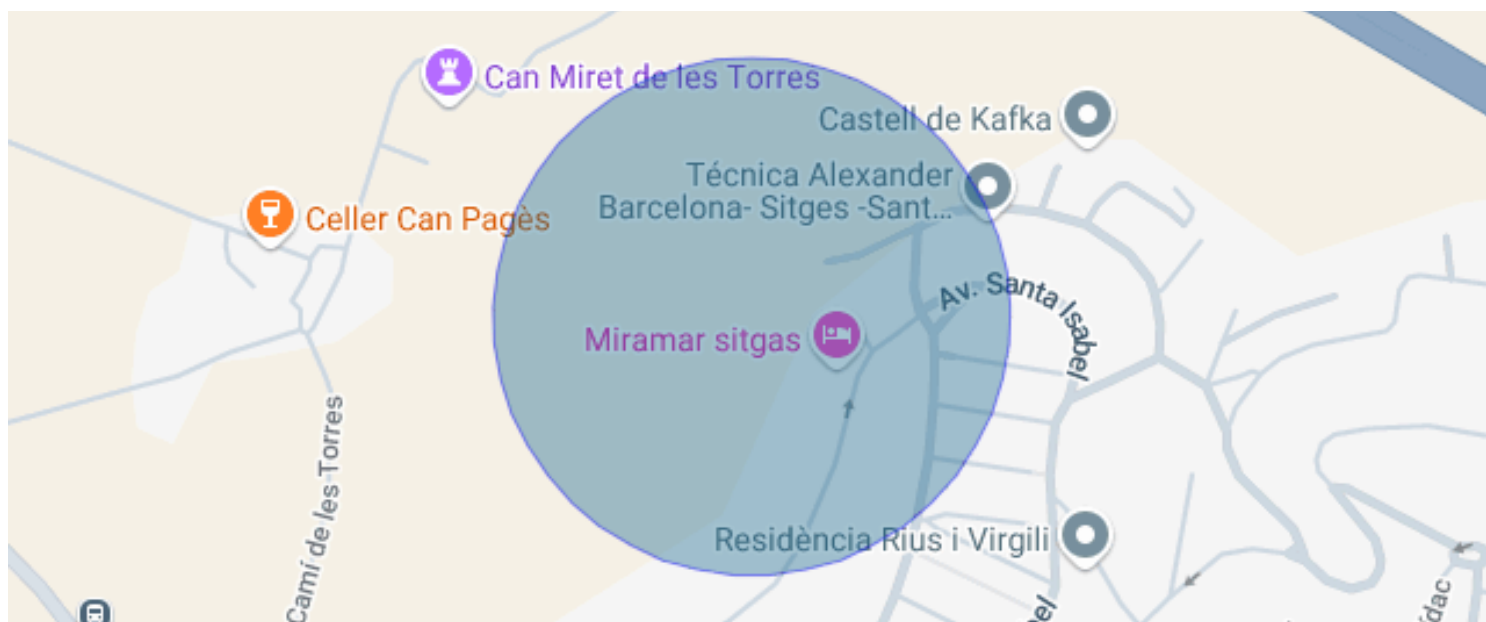 Can Miret de les Torres
Castell de Kafka
Técnica Alexander
Barcelona- Sitges -Sant...
Celler Can Pagès
Av. Santa Isabel
Miramar sitgas
Camí de les Torres
Residència Rius i Virgili